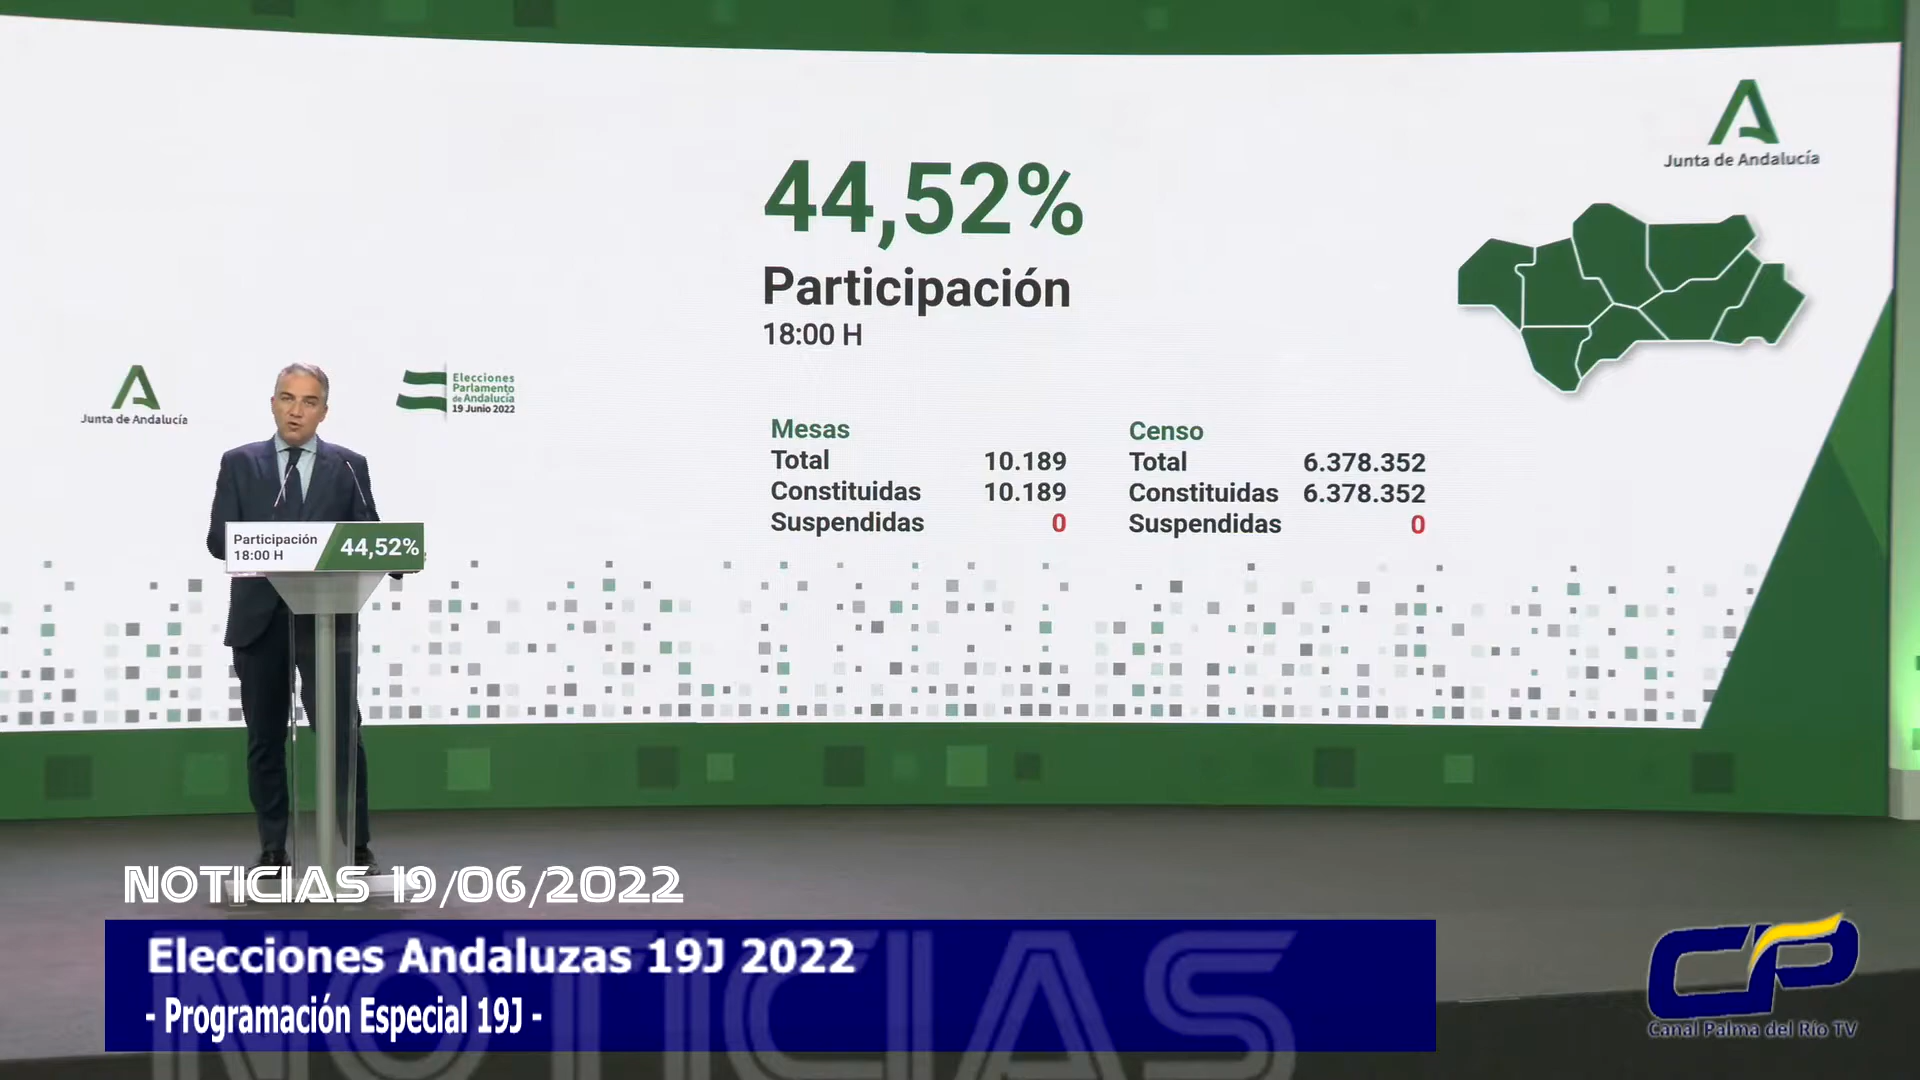 44,52%
Participación
18:00 H
Junta de Andalucía
Mesas
Total 10.189
Constituidas 10.189
Suspendidas 0
Censo
Total 6.378.352
Constituidas 6.378.352
Suspendidas 0
Junta de Andalucía
Elecciones
Parlamento
de Andalucía
19 Junio 2022
Participación
18:00 H
44,52%
NOTICIAS 19/06/2022
Elecciones Andaluzas 19J 2022
- Programación Especial 19J -
NOTICIAS
CP
Canal Palma del Río TV